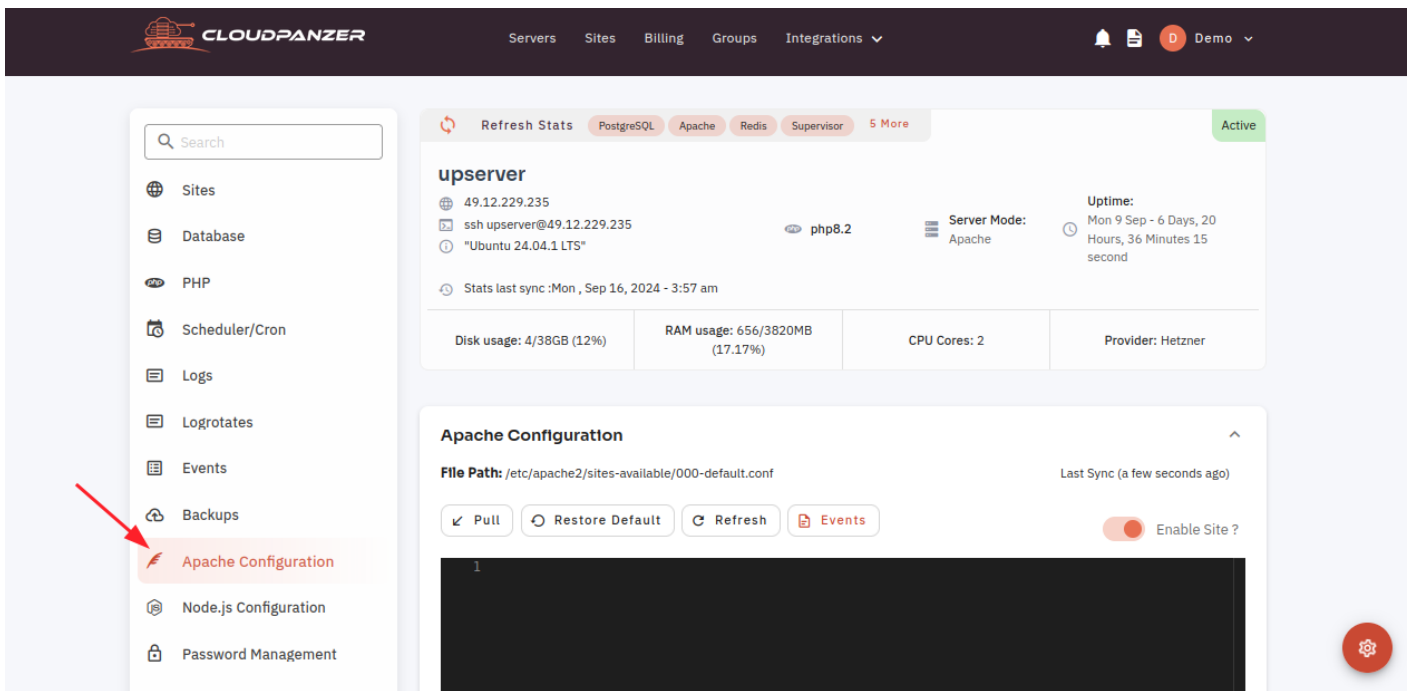 CLOUDPANZER
Servers Sites Billing Groups Integrations
D Demo
Search
Sites
Database
php PHP
Scheduler/Cron
Logs
Logrotates
Events
Backups
Apache Configuration
JS Node.js Configuration
Password Management
Refresh Stats PostgreSQL Apache Redis Supervisor 5 More
Active
upserver
49.12.229.235
ssh upserver@49.12.229.235
"Ubuntu 24.04.1 LTS"
php php8.2
Server Mode:
Apache
Uptime:
Mon 9 Sep - 6 Days, 20
Hours, 36 Minutes 15
second
Stats last sync :Mon , Sep 16, 2024 - 3:57 am
Disk usage: 4/38GB (12%)
RAM usage: 656/3820MB
(17.17%)
CPU Cores: 2
Provider: Hetzner
Apache Configuration
File Path: /etc/apache2/sites-available/000-default.conf
Last Sync (a few seconds ago)
Pull Restore Default Refresh Events
Enable Site ?
1